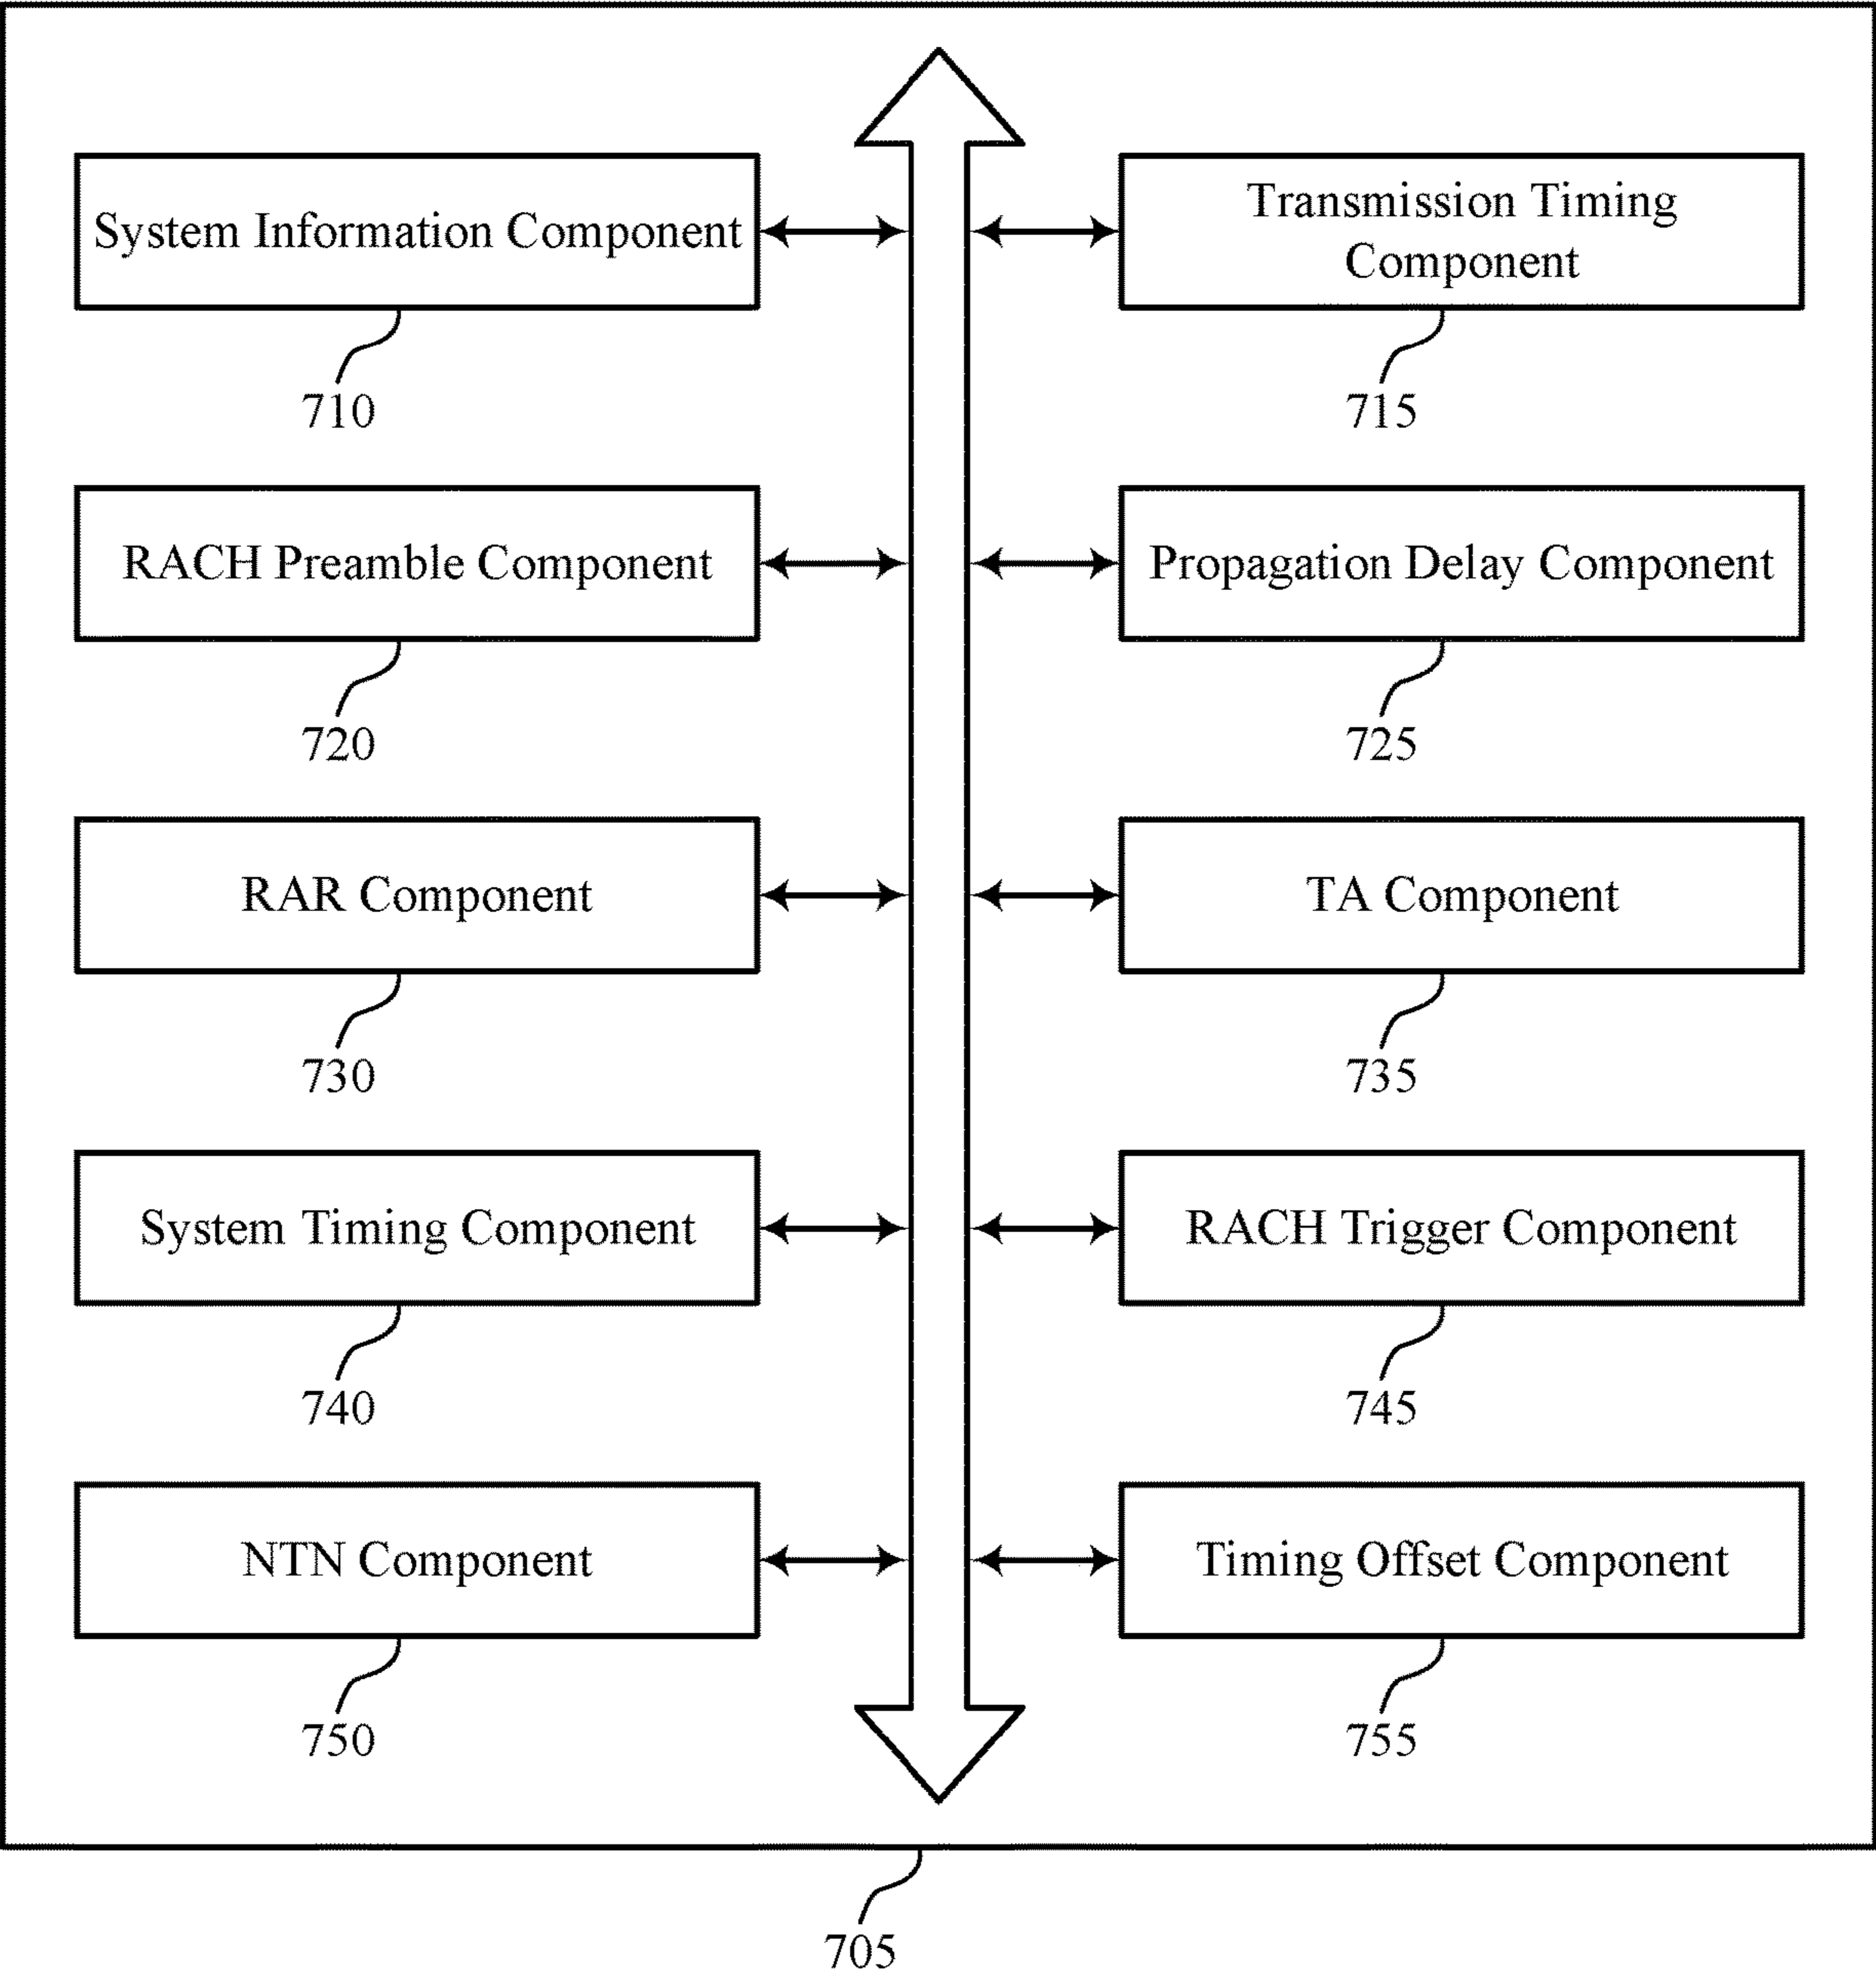 System Information Component
Transmission Timing
Component
710
715
RACH Preamble Component
Propagation Delay Component
720
725
RAR Component
TA Component
730
735
System Timing Component
RACH Trigger Component
740
745
NTN Component
Timing Offset Component
750
755
705